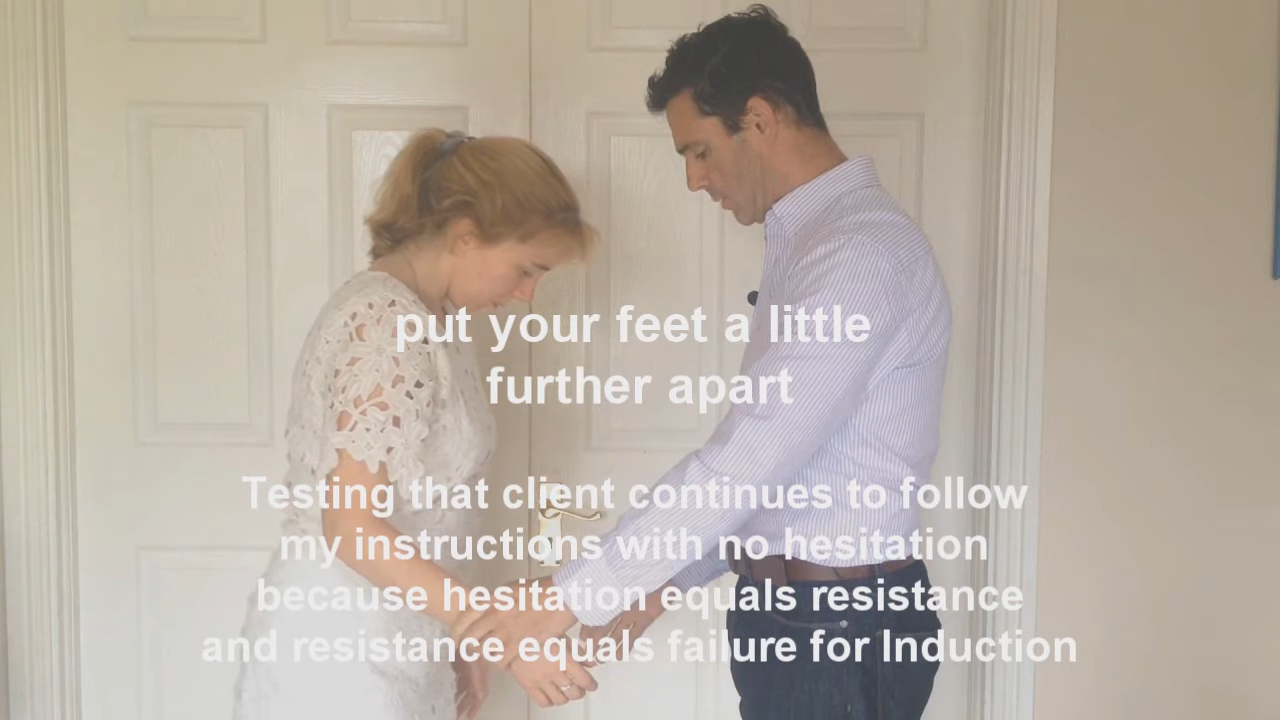 put your feet a little
further apart
Testing that client continues to follow
my instructions with no hesitation
because hesitation equals resistance
and resistance equals failure for Induction